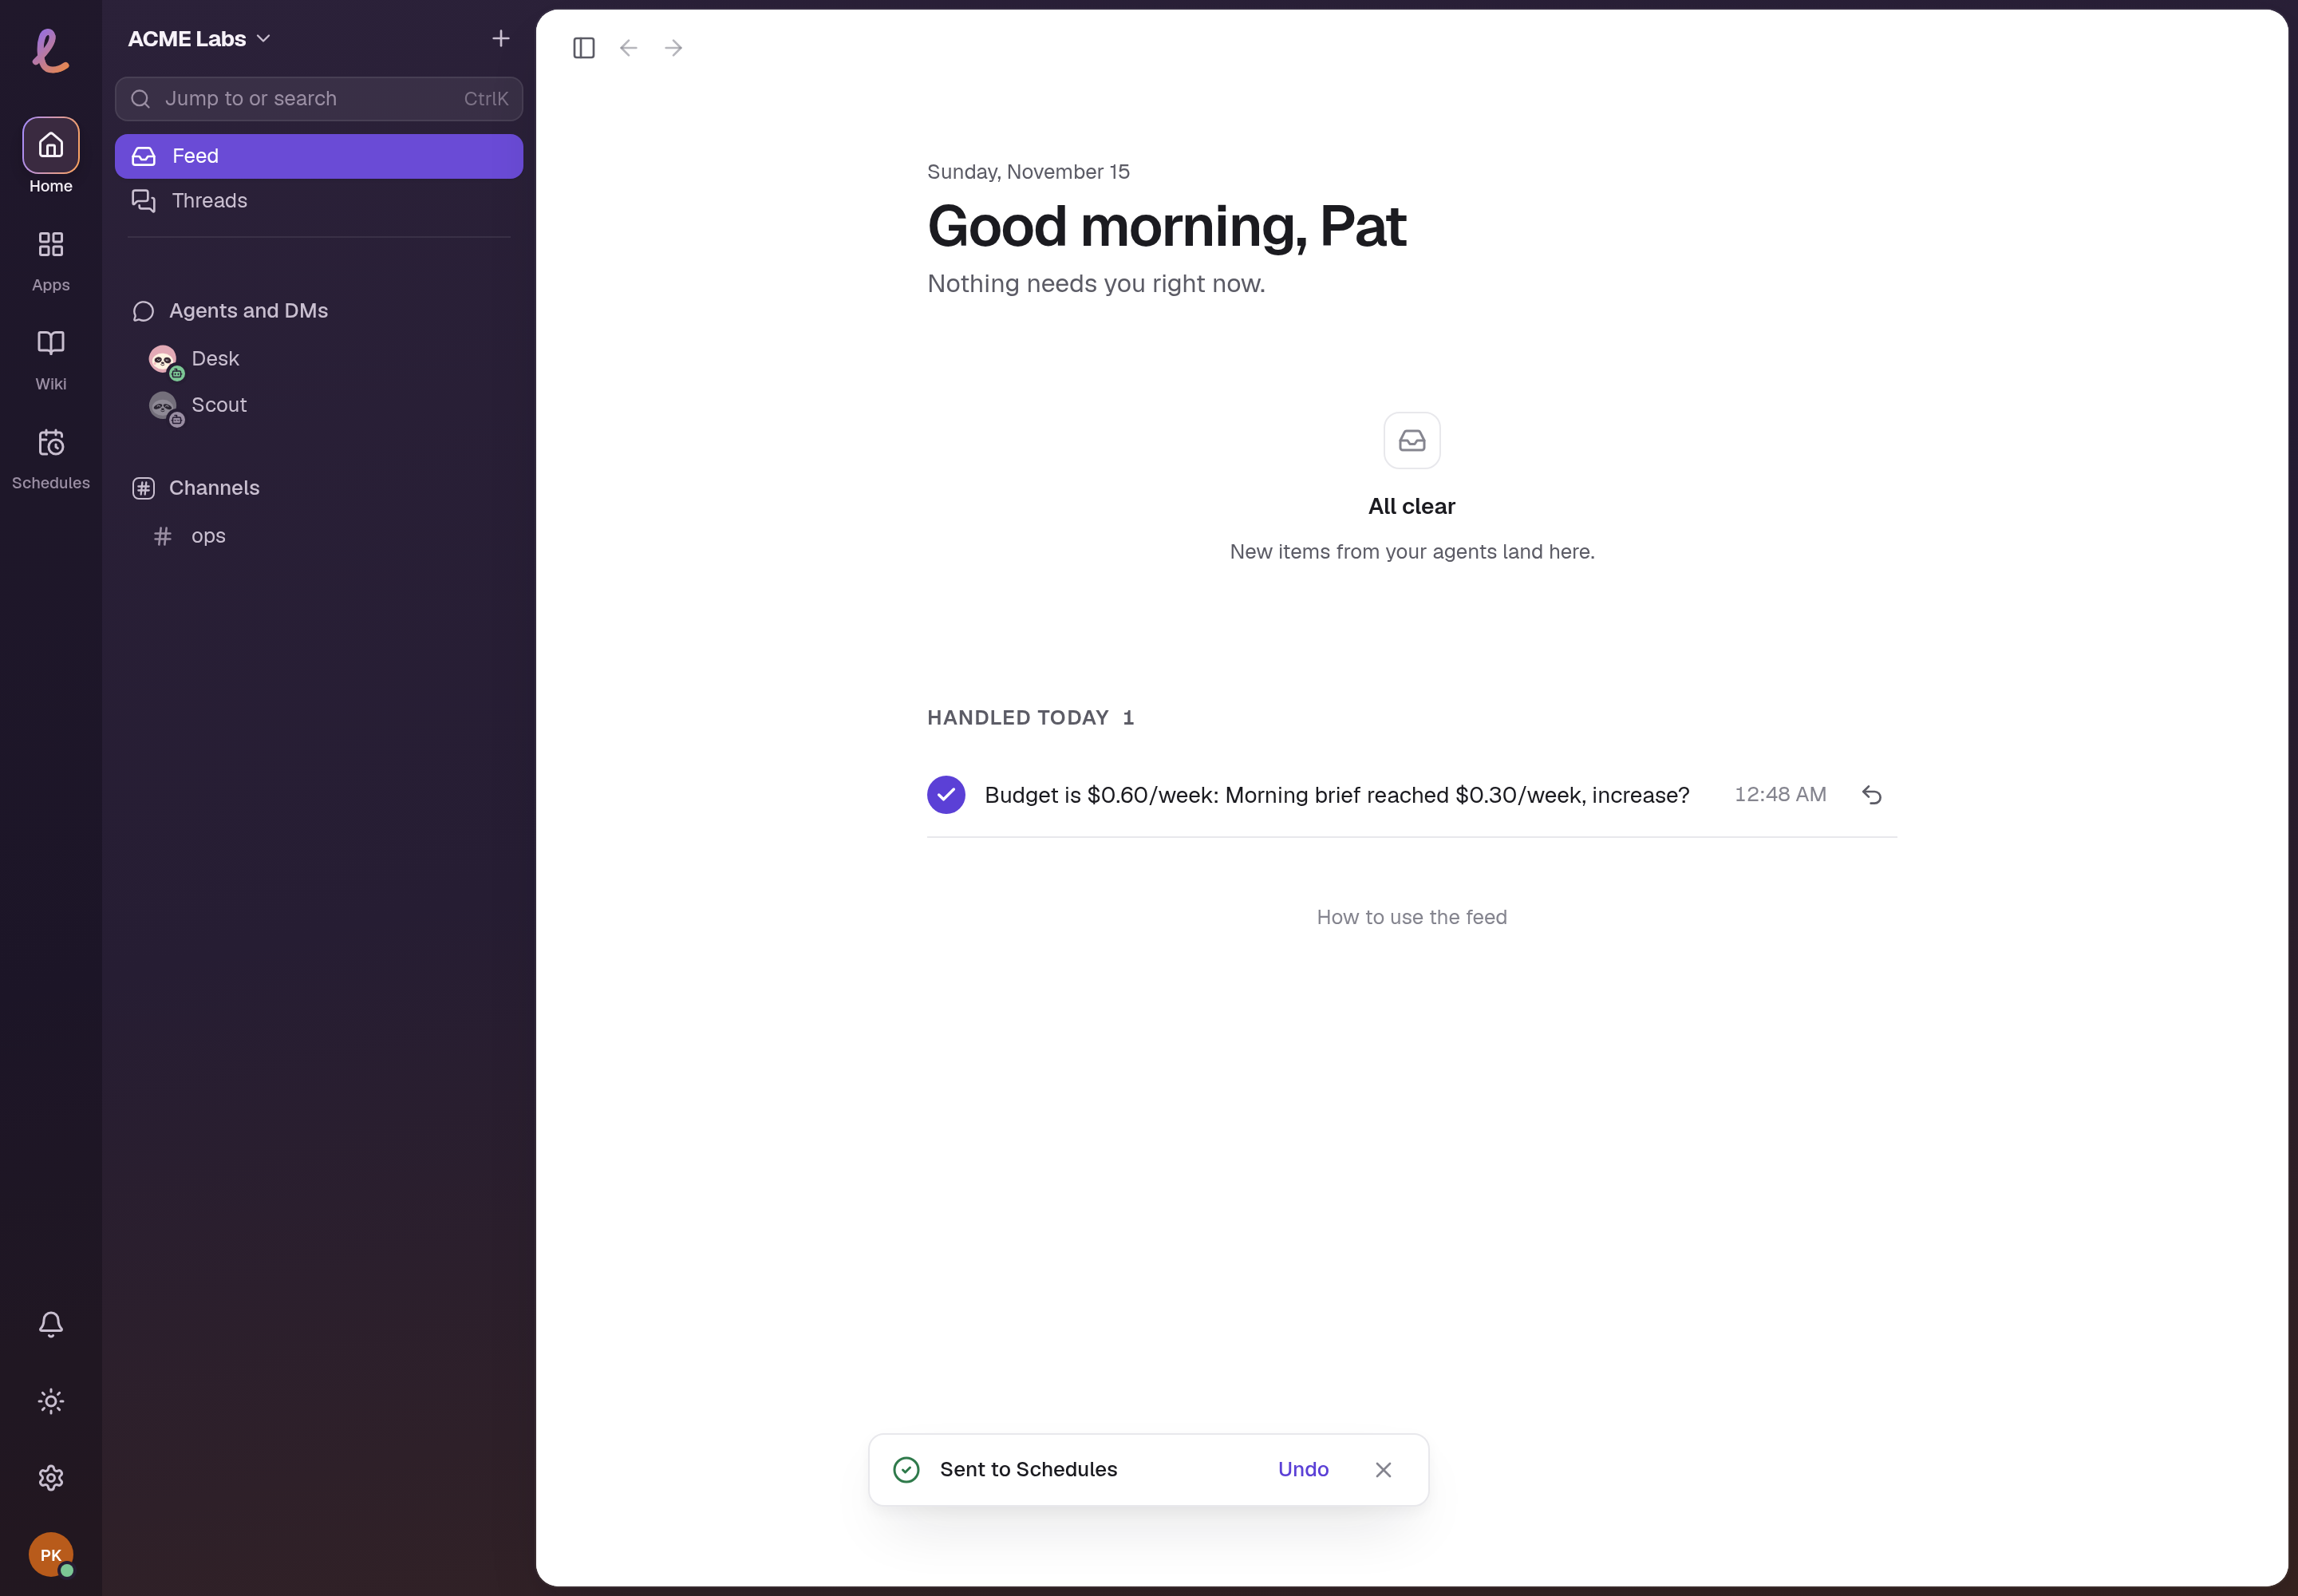 ACME Labs
Jump to or search CtrlK
Feed
Threads
Home
Apps
Wiki
Schedules
Agents and DMs
Desk
Scout
Channels
ops
PK
Sunday, November 15
Good morning, Pat
Nothing needs you right now.
All clear
New items from your agents land here.
HANDLED TODAY 1
Budget is $0.60/week: Morning brief reached $0.30/week, increase? 12:48 AM
How to use the feed
Sent to Schedules Undo